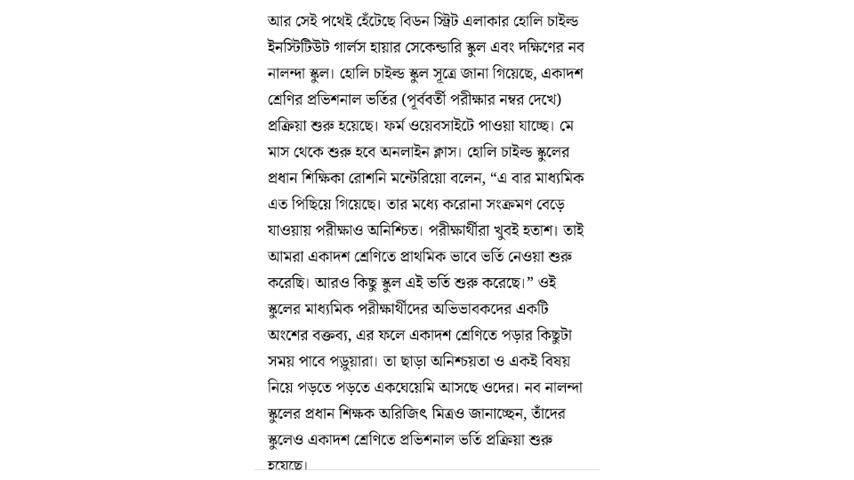 আর সেই পথেই হেঁটেছে বিডন স্ট্রিট এলাকার হোলি চাইল্ড
ইনস্টিটিউট গার্লস হায়ার সেকেন্ডারি স্কুল এবং দক্ষিণের নব
নালন্দা স্কুল। হোলি চাইল্ড স্কুল সূত্রে জানা গিয়েছে, একাদশ
শ্রেণির প্রভিশনাল ভর্তির (পূর্ববর্তী পরীক্ষার নম্বর দেখে)
প্রক্রিয়া শুরু হয়েছে। ফর্ম ওয়েবসাইটে পাওয়া যাচ্ছে। মে
মাস থেকে শুরু হবে অনলাইন ক্লাস। হোলি চাইল্ড স্কুলের
প্রধান শিক্ষিকা রোশনি মন্টেরিয়ো বলেন, “এ বার মাধ্যমিক
এত পিছিয়ে গিয়েছে। তার মধ্যে করোনা সংক্রমণ বেড়ে
যাওয়ায় পরীক্ষাও অনিশ্চিত। পরীক্ষার্থীরা খুবই হতাশ। তাই
আমরা একাদশ শ্রেণিতে প্রাথমিক ভাবে ভর্তি নেওয়া শুরু
করেছি। আরও কিছু স্কুল এই ভর্তি শুরু করেছে।” ওই
স্কুলের মাধ্যমিক পরীক্ষার্থীদের অভিভাবকদের একটি
অংশের বক্তব্য, এর ফলে একাদশ শ্রেণিতে পড়ার কিছুটা
সময় পাবে পড়ুয়ারা। তা ছাড়া অনিশ্চয়তা ও একই বিষয়
নিয়ে পড়তে পড়তে একঘেয়েমি আসছে ওদের। নব নালন্দা
স্কুলের প্রধান শিক্ষক অরিজিৎ মিত্রও জানাচ্ছেন, তাঁদের
স্কুলেও একাদশ শ্রেণিতে প্রভিশনাল ভর্তি প্রক্রিয়া শুরু
হয়েছে।